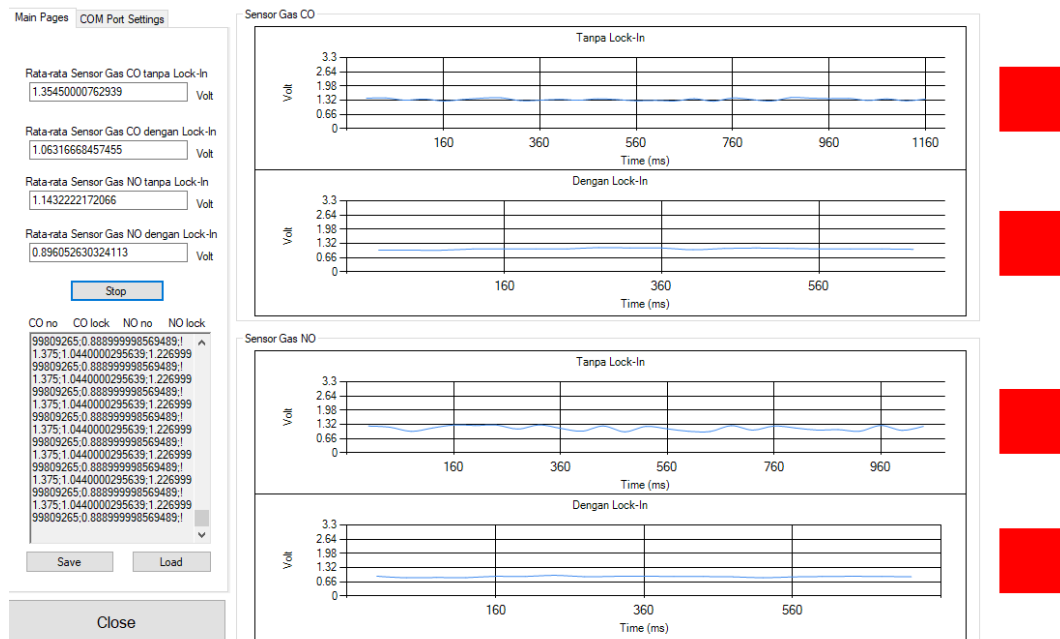 Main Pages
COM Port Settings
Rata-rata Sensor Gas CO tanpa Lock-In
1.35450000762939
Volt
Rata-rata Sensor Gas CO dengan Lock-In
1.06316668457455
Volt
Rata-rata Sensor Gas NO tanpa Lock-In
1.1432222172066
Volt
Rata-rata Sensor Gas NO dengan Lock-In
0.896052630324113
Volt
Stop
CO no CO lock NO no NO lock
99809265;0.888999998569489;!
1.375;1.0440000295639;1.226999
99809265;0.888999998569489;!
1.375;1.0440000295639;1.226999
99809265;0.888999998569489;!
1.375;1.0440000295639;1.226999
99809265;0.888999998569489;!
1.375;1.0440000295639;1.226999
99809265;0.888999998569489;!
1.375;1.0440000295639;1.226999
99809265;0.888999998569489;!
1.375;1.0440000295639;1.226999
99809265;0.888999998569489;!
1.375;1.0440000295639;1.226999
99809265;0.888999998569489;!
Save
Load
Close
Sensor Gas CO
Tanpa Lock-In
Volt
3.3
2.64
1.98
1.32
0.66
0
160 360 560 760 960 1160
Time (ms)
Dengan Lock-In
Volt
3.3
2.64
1.98
1.32
0.66
0
160 360 560
Time (ms)
Sensor Gas NO
Tanpa Lock-In
Volt
3.3
2.64
1.98
1.32
0.66
0
160 360 560 760 960
Time (ms)
Dengan Lock-In
Volt
3.3
2.64
1.98
1.32
0.66
0
160 360 560
Time (ms)